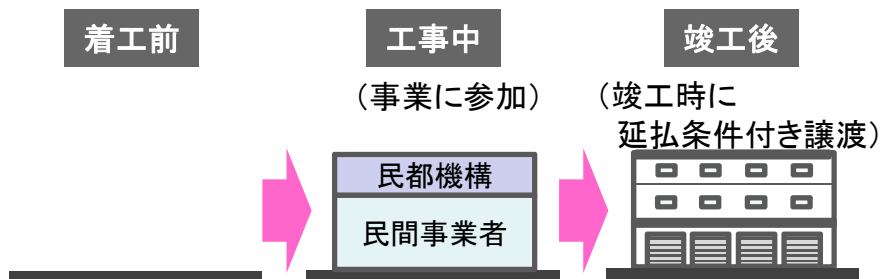 着工前
工事中
竣工後
（事業に参加）
（竣工時に
延払条件付き譲渡）
民都機構
民間事業者